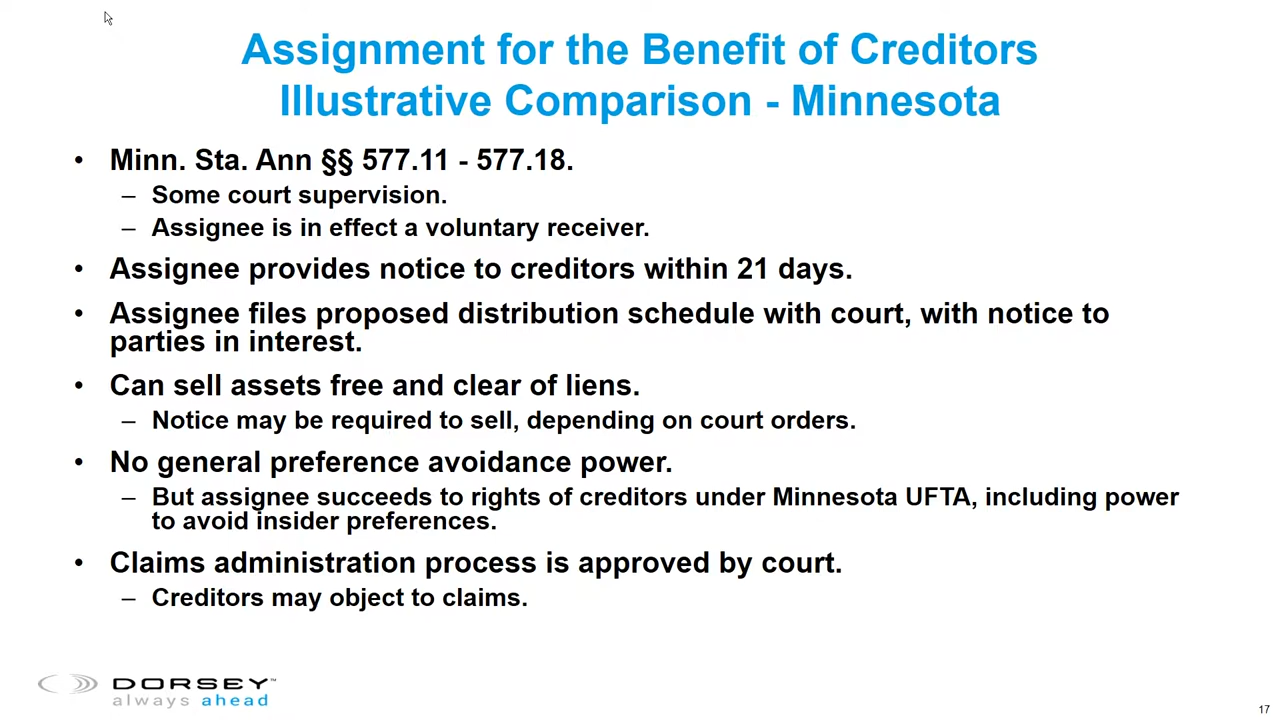 Assignment for the Benefit of Creditors
Illustrative Comparison - Minnesota
• Minn. Sta. Ann §§ 577.11 - 577.18.
– Some court supervision.
– Assignee is in effect a voluntary receiver.
• Assignee provides notice to creditors within 21 days.
• Assignee files proposed distribution schedule with court, with notice to
parties in interest.
• Can sell assets free and clear of liens.
– Notice may be required to sell, depending on court orders.
• No general preference avoidance power.
– But assignee succeeds to rights of creditors under Minnesota UFTA, including power
to avoid insider preferences.
• Claims administration process is approved by court.
– Creditors may object to claims.
DORSEY™
always ahead
17